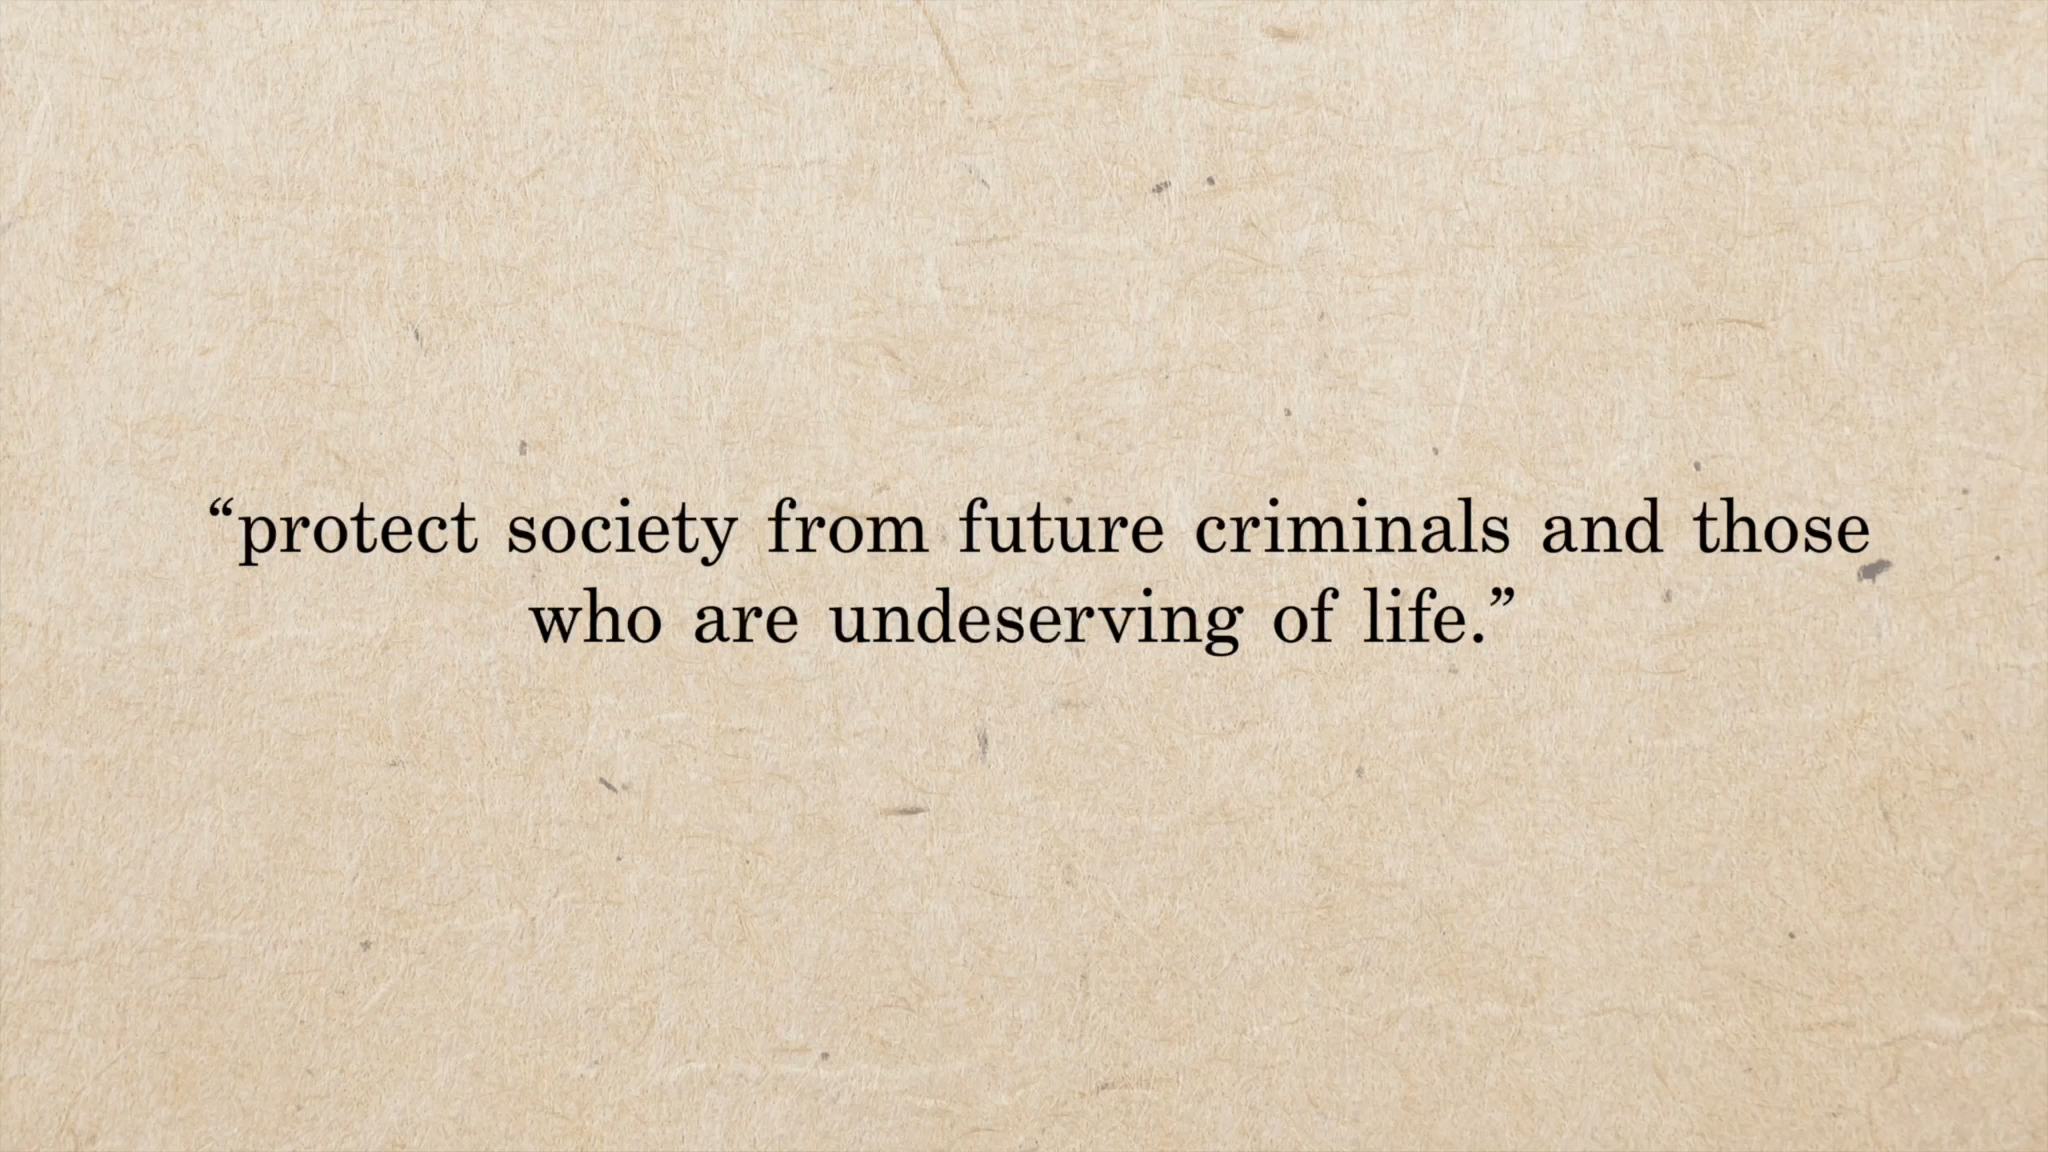 “protect society from future criminals and those
who are undeserving of life.”